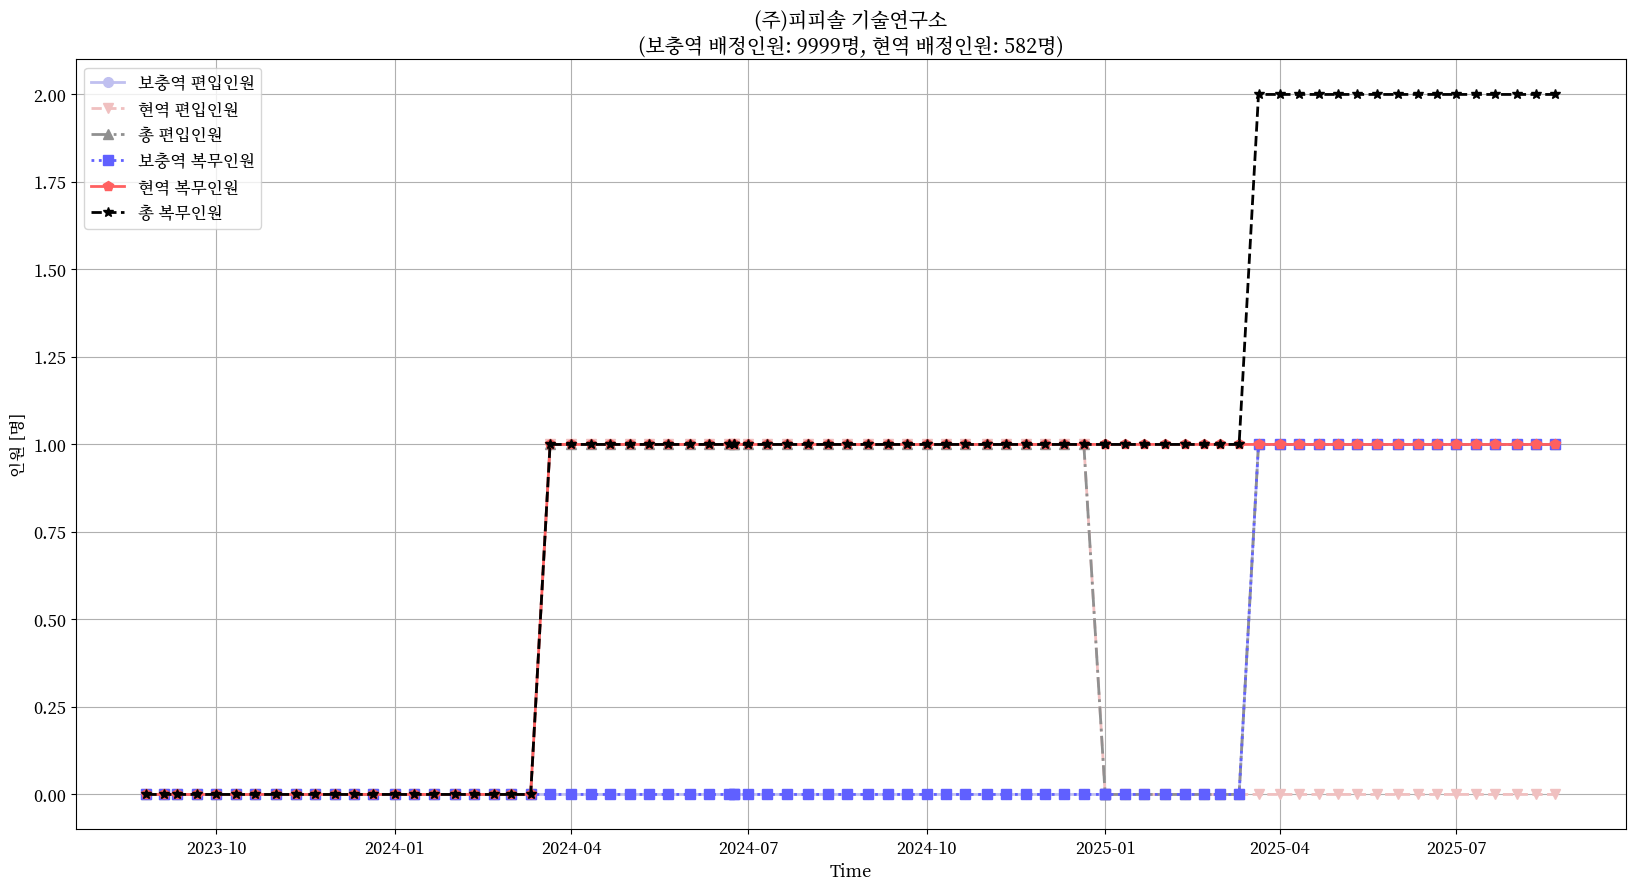 (주)피피솔 기술연구소
(보충역 배정인원: 9999명, 현역 배정인원: 582명)
보충역 편입인원
현역 편입인원
총 편입인원
보충역 복무인원
현역 복무인원
총 복무인원
2.00
1.75
1.50
1.25
1.00
0.75
0.50
0.25
0.00
인원 [명]
2023-10 2024-01 2024-04 2024-07 2024-10 2025-01 2025-04 2025-07
Time